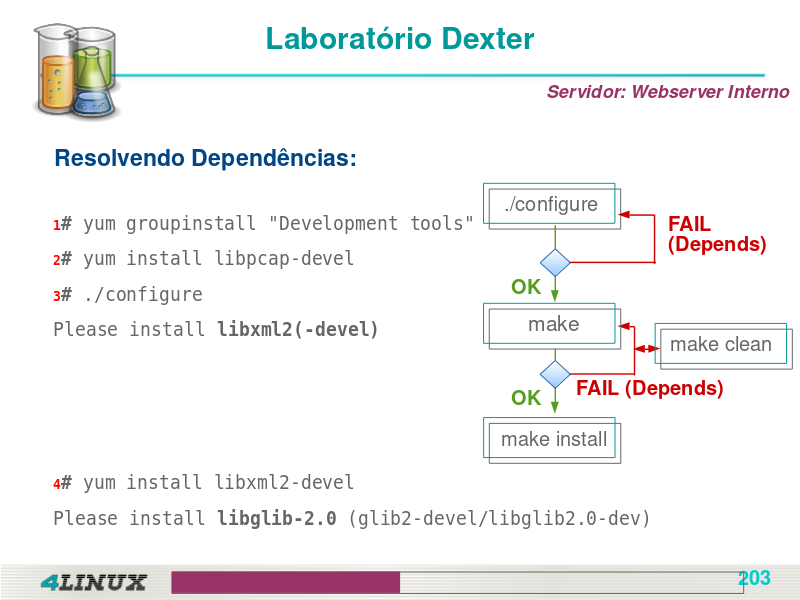 Laboratório Dexter
Servidor: Webserver Interno
Resolvendo Dependências:
1# yum groupinstall "Development tools"
2# yum install libpcap-devel
3# ./configure
Please install libxml2(-devel)
./configure
FAIL
(Depends)
OK
make
make clean
FAIL (Depends)
OK
make install
4# yum install libxml2-devel
Please install libglib-2.0 (glib2-devel/libglib2.0-dev)
4LINUX
203